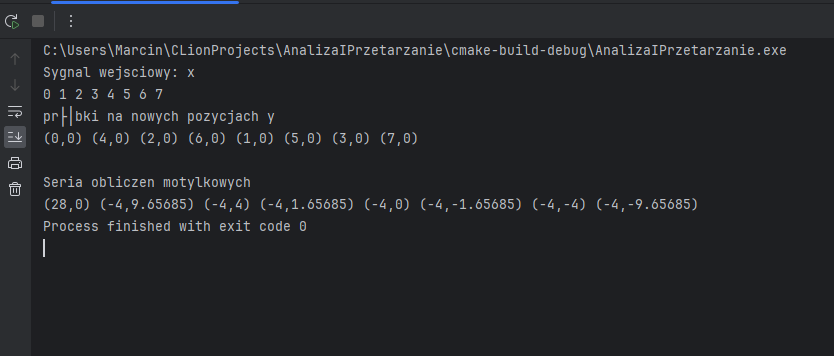 C:\Users\Marcin\CLionProjects\AnalizaIPrzetarzanie\cmake-build-debug\AnalizaIPrzetarzanie.exe
Sygnal wejsciowy: x
0 1 2 3 4 5 6 7
pr├│bki na nowych pozycjach y
(0,0) (4,0) (2,0) (6,0) (1,0) (5,0) (3,0) (7,0)
Seria obliczen motylkowych
(28,0) (-4,9.65685) (-4,4) (-4,1.65685) (-4,0) (-4,-1.65685) (-4,-4) (-4,-9.65685)
Process finished with exit code 0